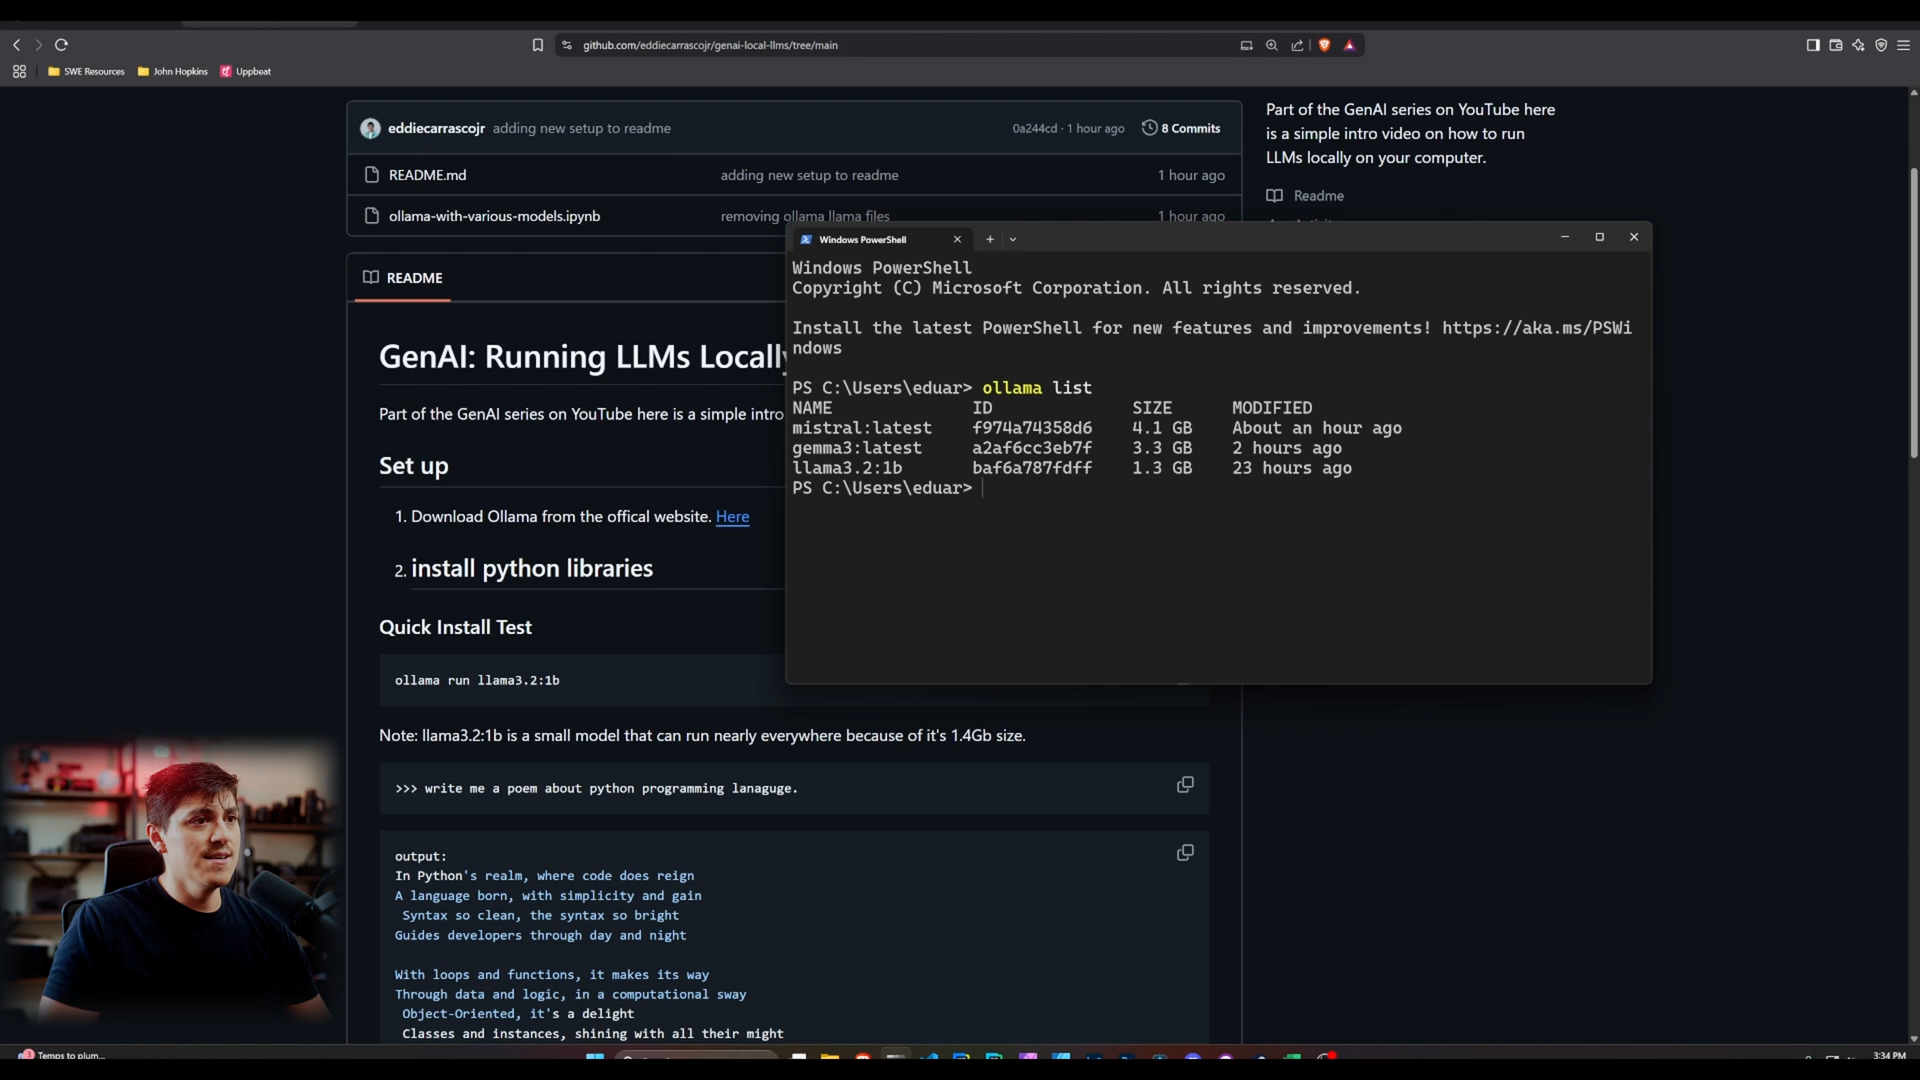 github.com/eddiecarrascojr/genai-local-llms/tree/main
SWE Resources
John Hopkins
Uppbeat
eddiecarrascojr adding new setup to readme
0a244cd · 1 hour ago
8 Commits
README.md
adding new setup to readme
1 hour ago
ollama-with-various-models.ipynb
removing ollama llama files
1 hour ago
Part of the GenAI series on YouTube here
is a simple intro video on how to run
LLMs locally on your computer.
Readme
README
GenAI: Running LLMs Locally
Part of the GenAI series on YouTube here is a simple intro
Set up
1. Download Ollama from the offical website. Here
2. install python libraries
Quick Install Test
ollama run llama3.2:1b
Note: llama3.2:1b is a small model that can run nearly everywhere because of it's 1.4Gb size.
>>> write me a poem about python programming lanaguge.
output:
In Python's realm, where code does reign
A language born, with simplicity and gain
Syntax so clean, the syntax so bright
Guides developers through day and night
With loops and functions, it makes its way
Through data and logic, in a computational sway
Object-Oriented, it's a delight
Classes and instances, shining with all their might
Windows PowerShell
Windows PowerShell
Copyright (C) Microsoft Corporation. All rights reserved.
Install the latest PowerShell for new features and improvements! https://aka.ms/PSWi
ndows
PS C:\Users\eduar> ollama list
NAME ID SIZE MODIFIED
mistral:latest f974a74358d6 4.1 GB About an hour ago
gemma3:latest a2af6cc3eb7f 3.3 GB 2 hours ago
llama3.2:1b baf6a787fdff 1.3 GB 23 hours ago
PS C:\Users\eduar>
Temps to plum...
3:34 PM